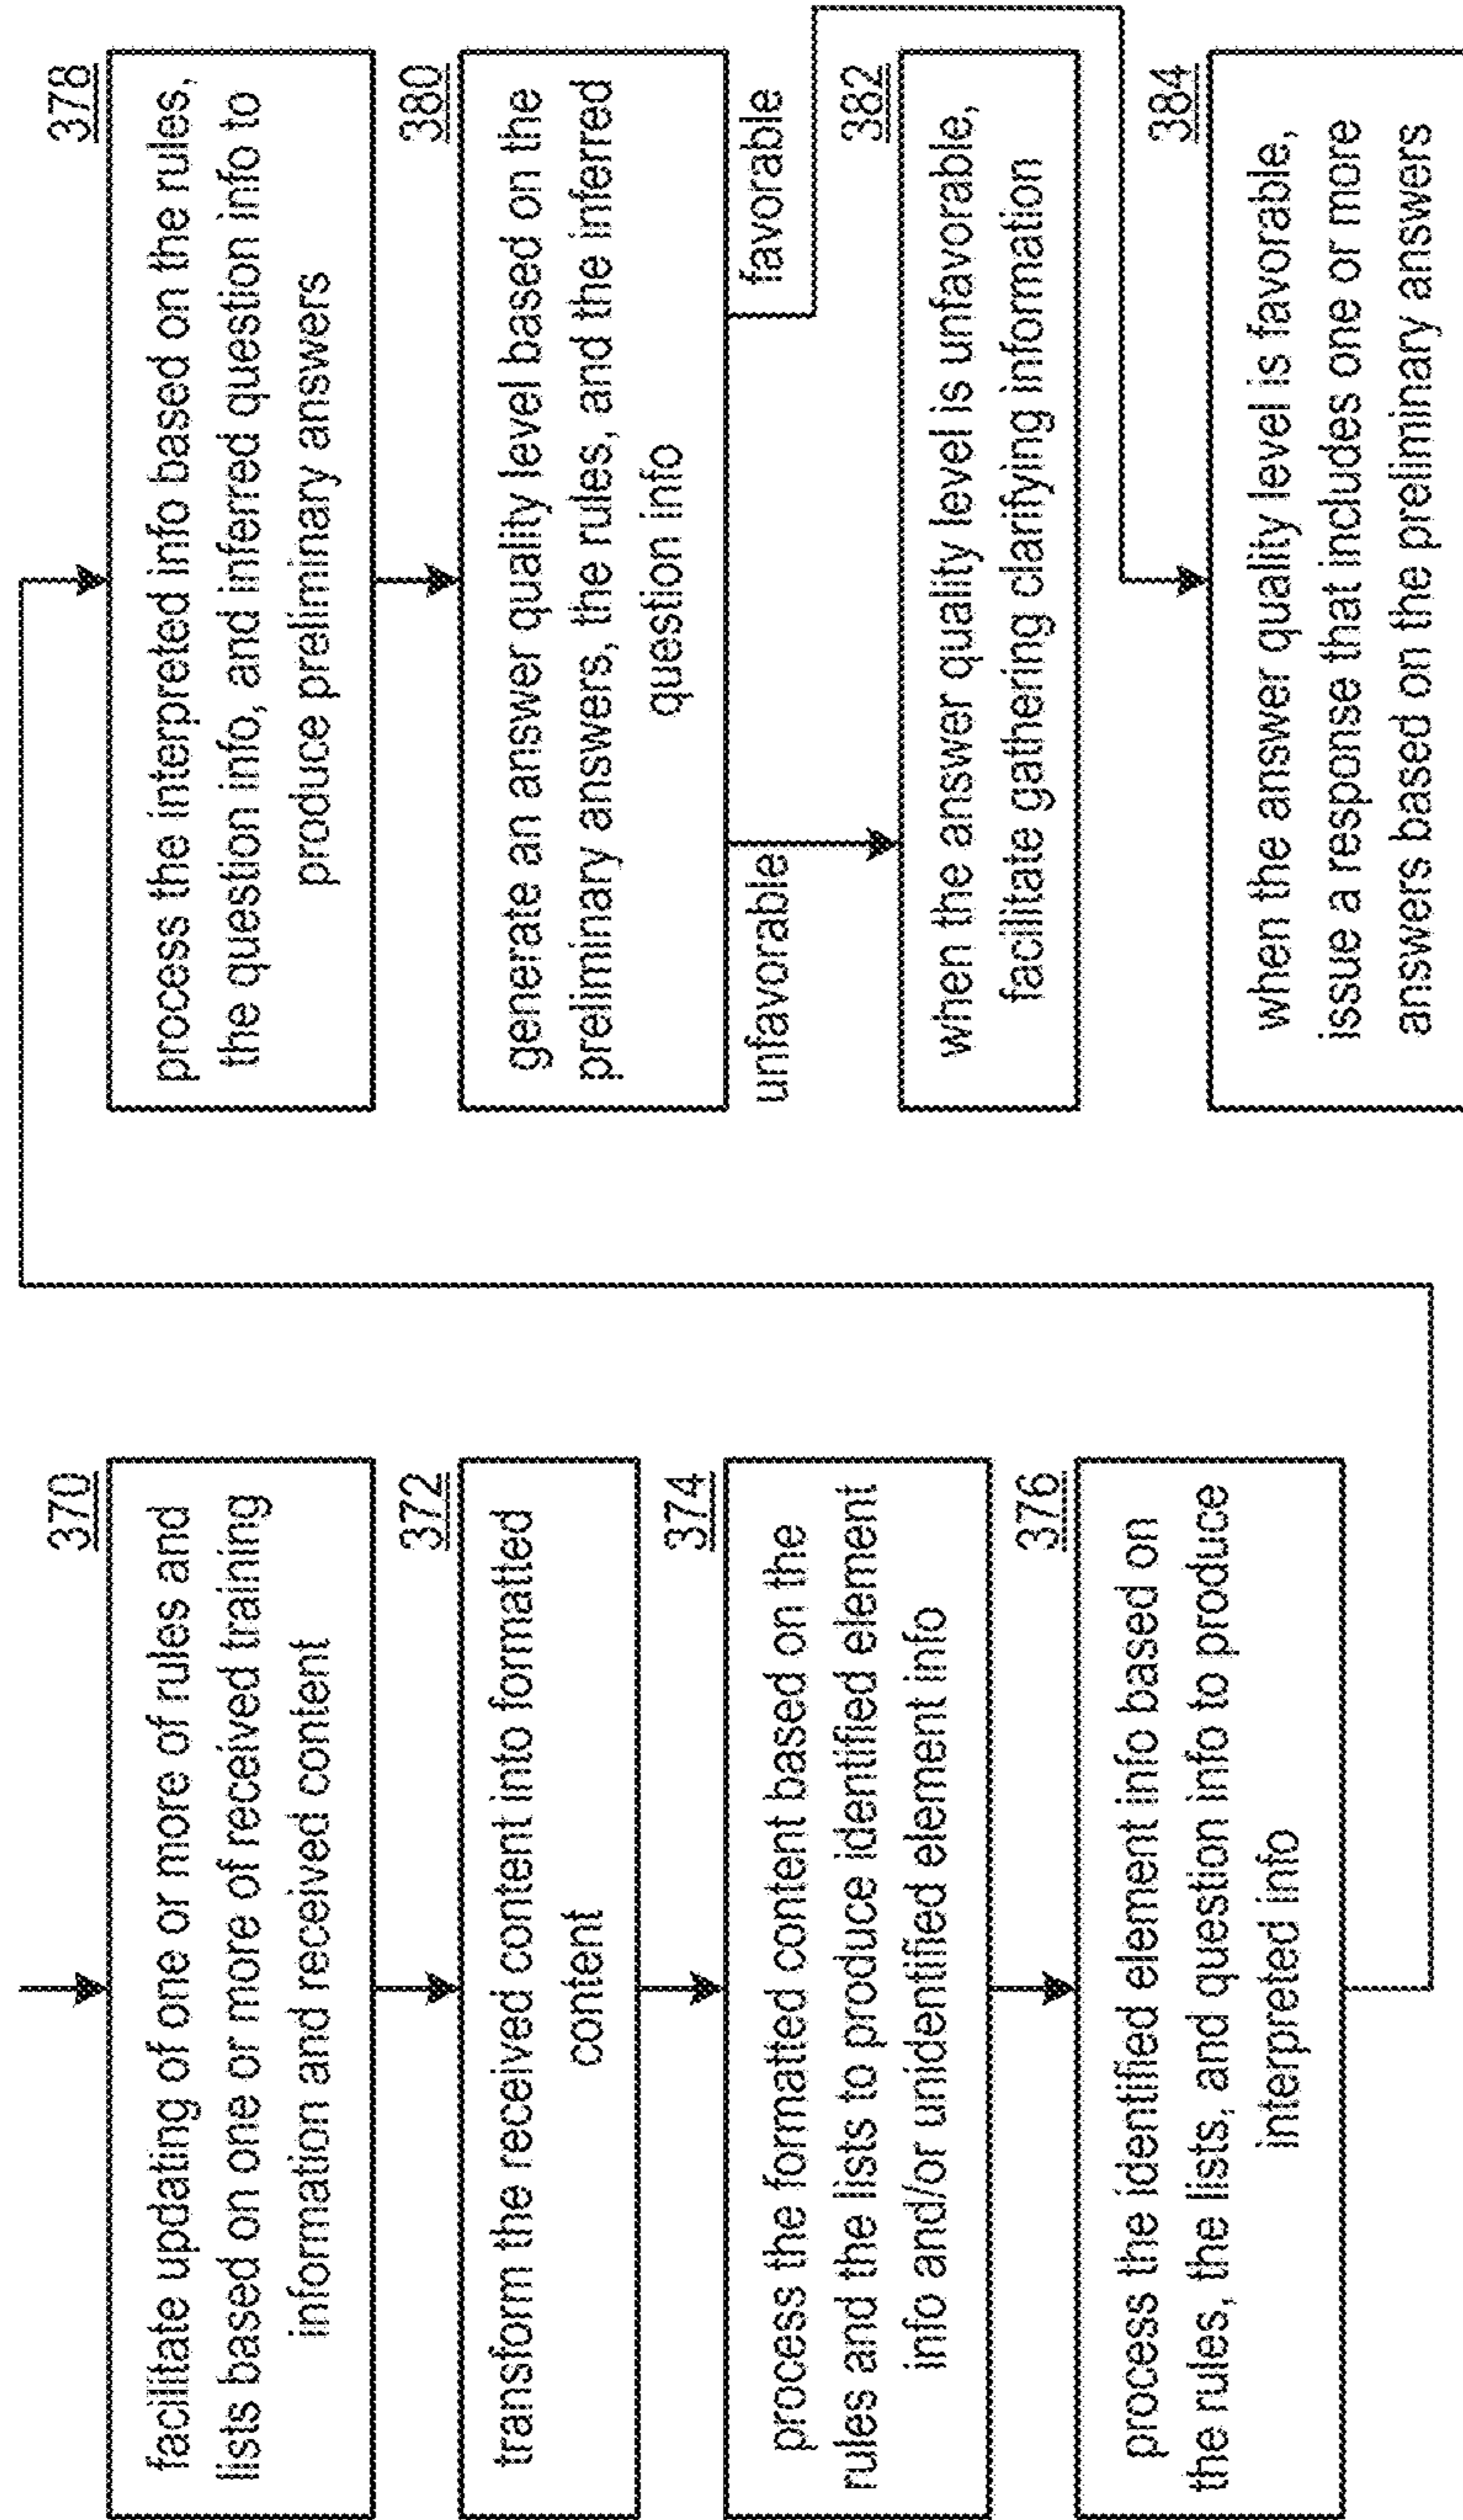 370
facilitate updating of one or more of rules and
lists based on one or more of received training
information and received content
372
transform the received content into formatted
content
374
process the formatted content based on the
rules and the lists to produce identified element
info and/or unidentified element info
376
process the identified element info based on
the rules, the lists, and question info to produce
interpreted info
378
process the interpreted info based on the rules,
the question info, and inferred question info to
produce preliminary answers
380
generate an answer quality level based on the
preliminary answers, the rules, and the inferred
question info
unfavorable
favorable
382
when the answer quality level is unfavorable,
facilitate gathering clarifying information
384
when the answer quality level is favorable,
issue a response that includes one or more
answers based on the preliminary answers